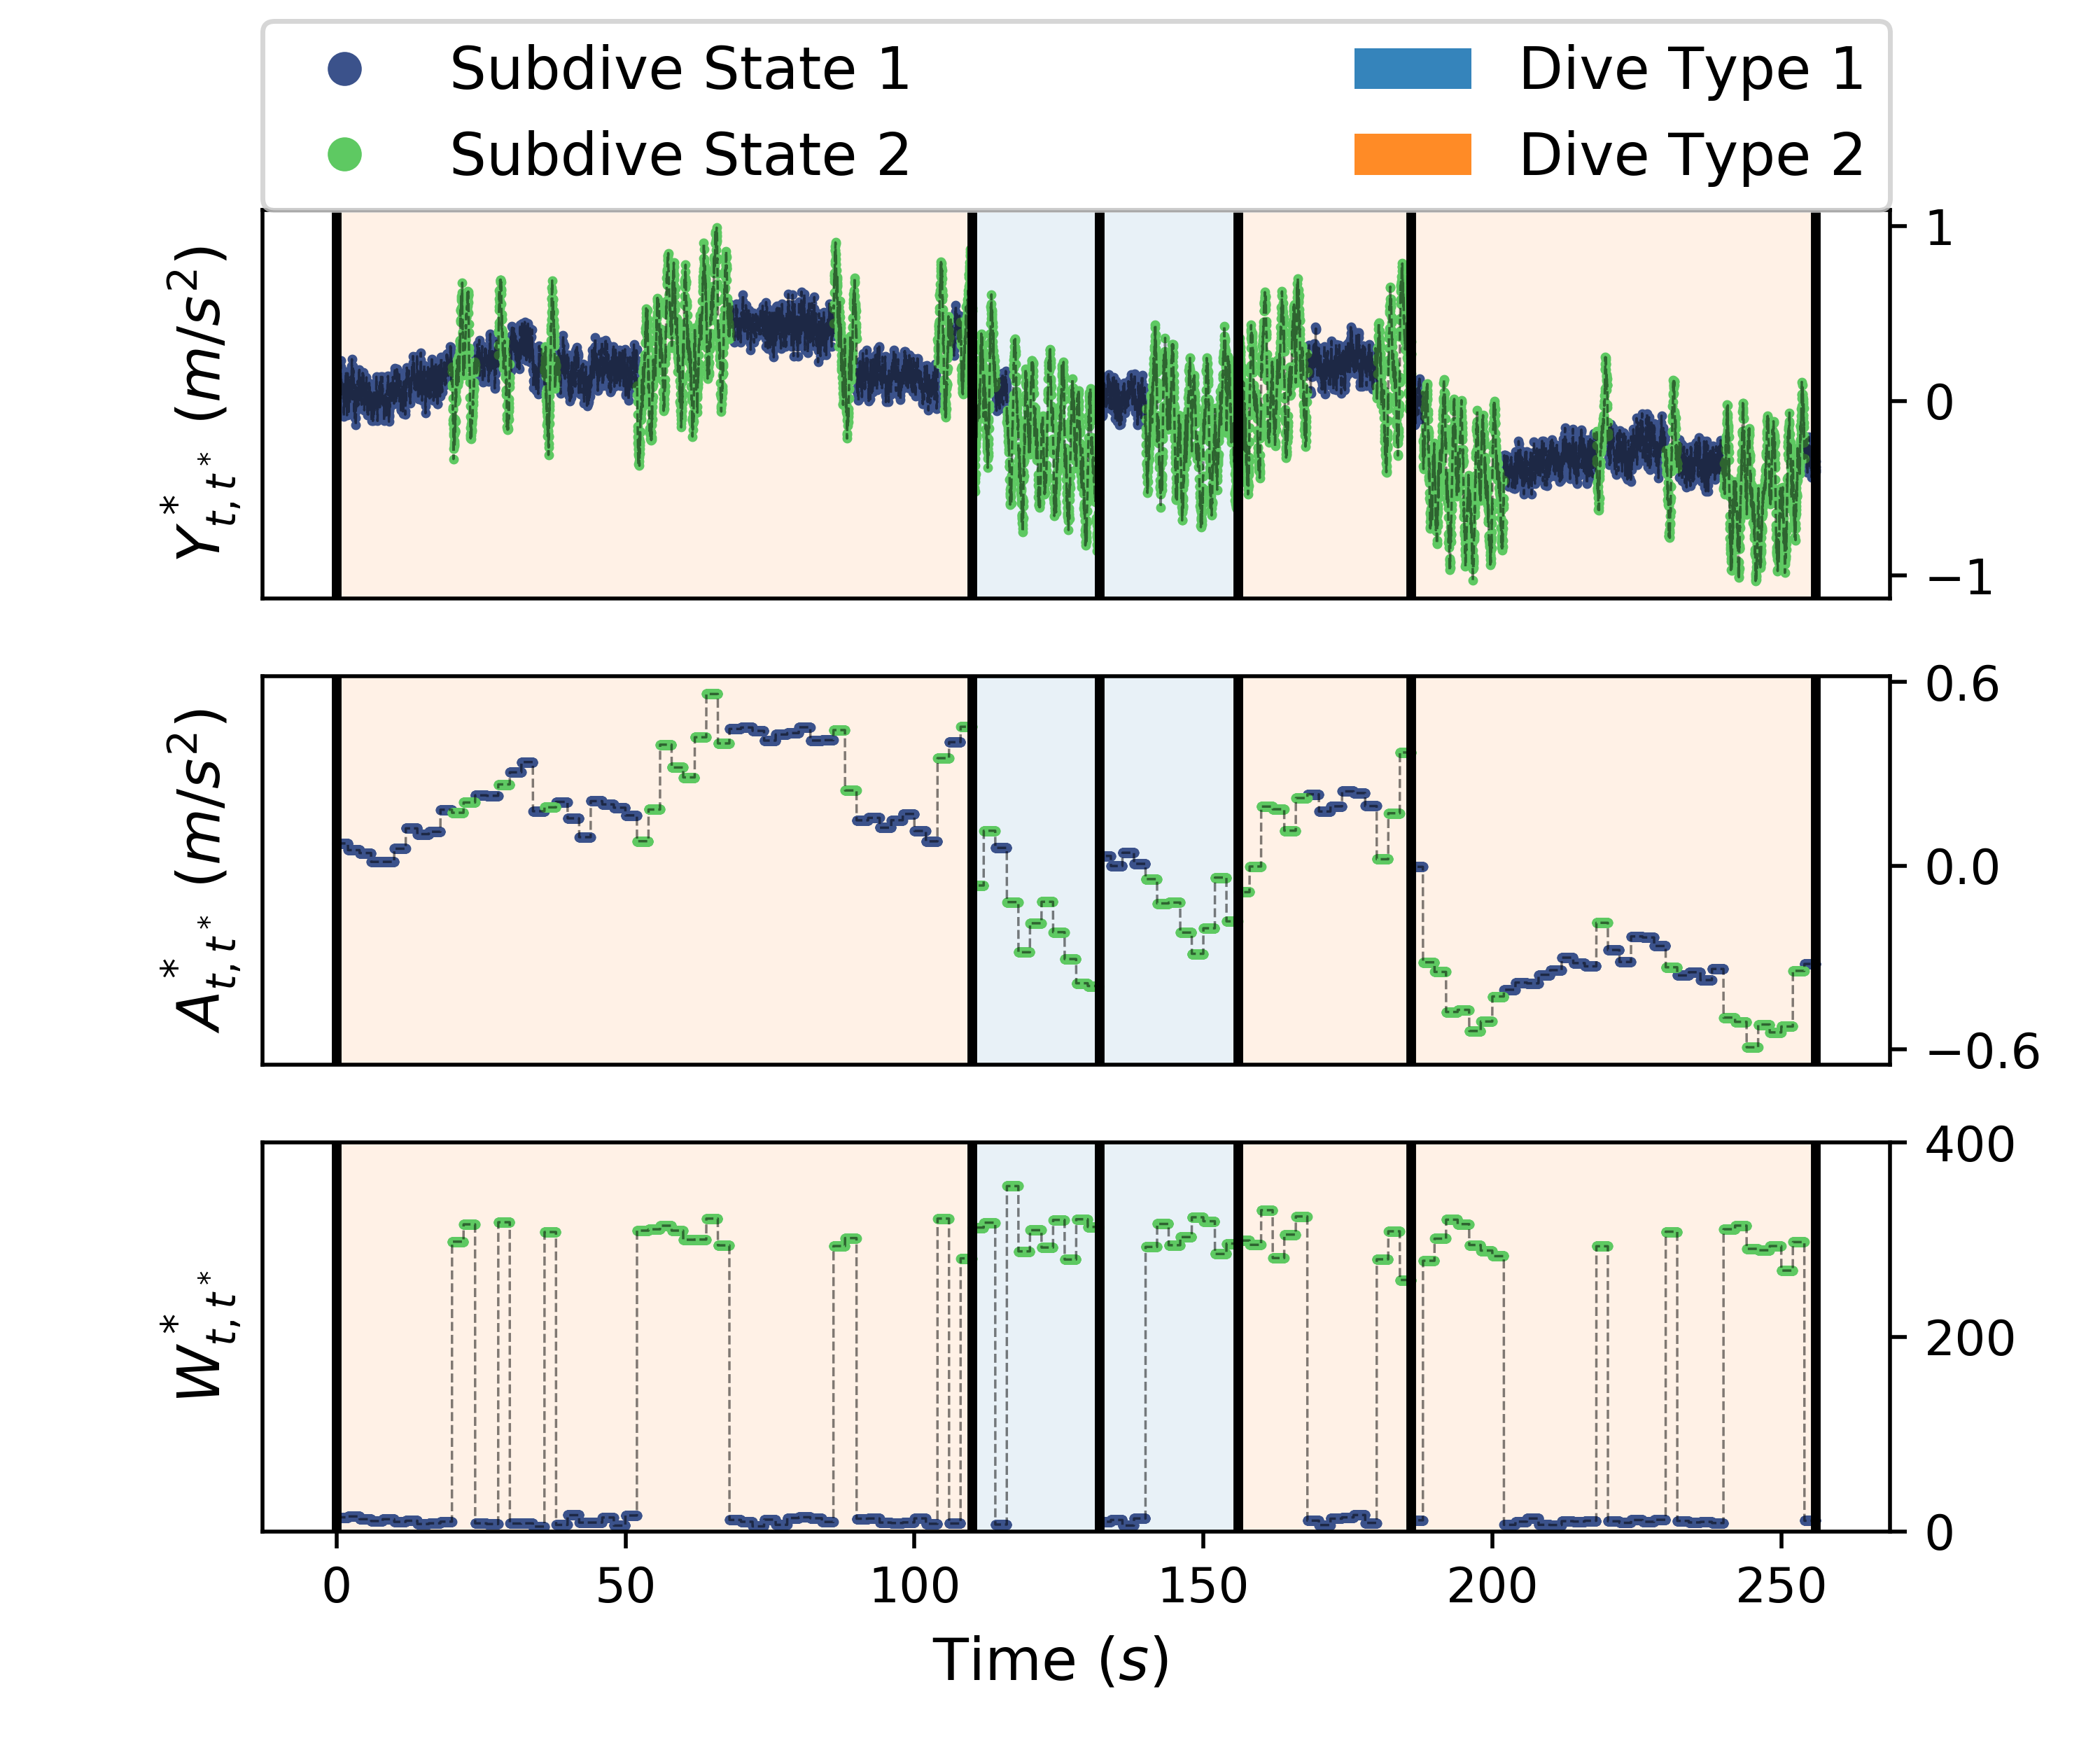 Subdive State 1
Dive Type 1
Subdive State 2
Dive Type 2
Y*_{t, t*} (m/s²)
1
0
−1
A*_{t, t*} (m/s²)
0.6
0.0
−0.6
W*_{t, t*}
400
200
0
0 50 100 150 200 250
Time (s)